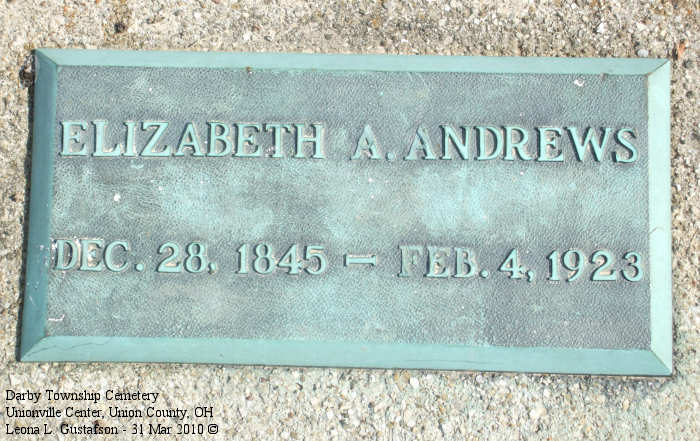 ELIZABETH A. ANDREWS
DEC. 28, 1845 – FEB. 4, 1923
Darby Township Cemetery
Unionville Center, Union County, OH
Leona L. Gustafson - 31 Mar 2010 ©